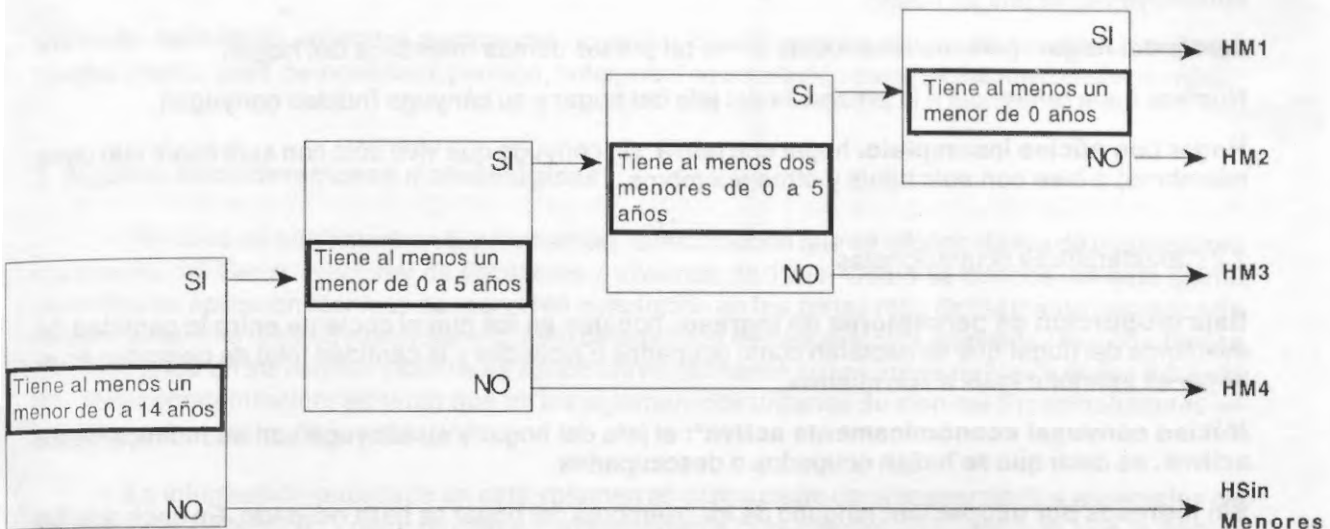 SI
HM1
Tiene al menos un
menor de 0 años
SI
NO
HM2
SI
Tiene al menos dos
menores de 0 a 5
años
Tiene al menos un
menor de 0 a 5 años
SI
NO
HM3
Tiene al menos un
menor de 0 a 14 años
NO
HM4
NO
HSin
Menores